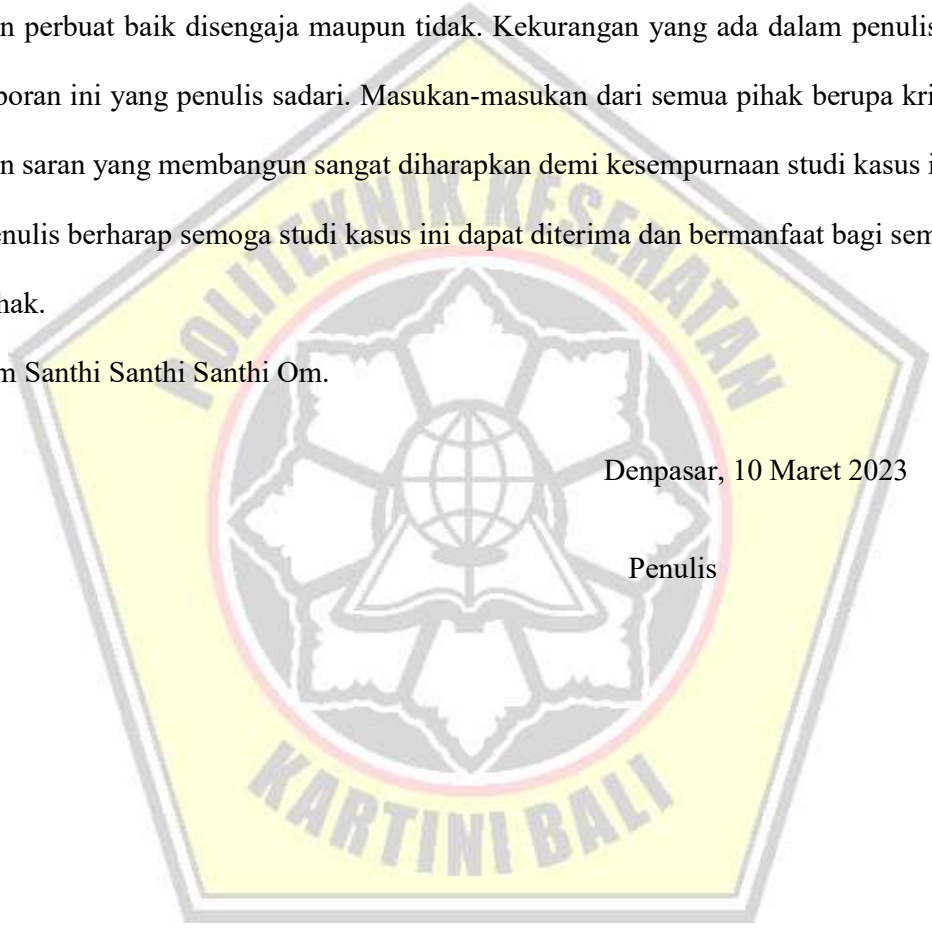 n perbuat baik disengaja maupun tidak. Kekurangan yang ada dalam penulis
poran ini yang penulis sadari. Masukan-masukan dari semua pihak berupa kri
n saran yang membangun sangat diharapkan demi kesempurnaan studi kasus i
enulis berharap semoga studi kasus ini dapat diterima dan bermanfaat bagi sem
hak.
m Santhi Santhi Santhi Om.
Denpasar, 10 Maret 2023
Penulis
POLITEKNIK KESEHATAN
KARTINI BALI